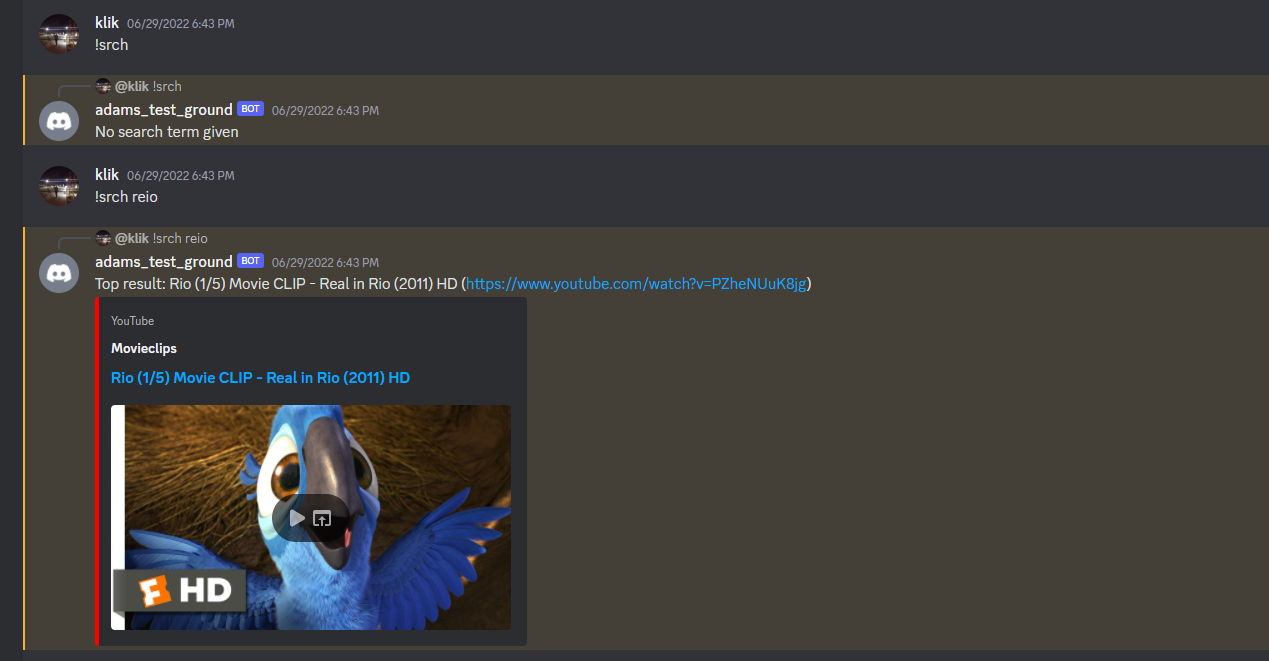 klik 06/29/2022 6:43 PM
!srch
@klik !srch
adams_test_ground BOT 06/29/2022 6:43 PM
No search term given
klik 06/29/2022 6:43 PM
!srch reio
@klik !srch reio
adams_test_ground BOT 06/29/2022 6:43 PM
Top result: Rio (1/5) Movie CLIP - Real in Rio (2011) HD (https://www.youtube.com/watch?v=PZheNUuK8jg)
YouTube
Movieclips
Rio (1/5) Movie CLIP - Real in Rio (2011) HD
F HD